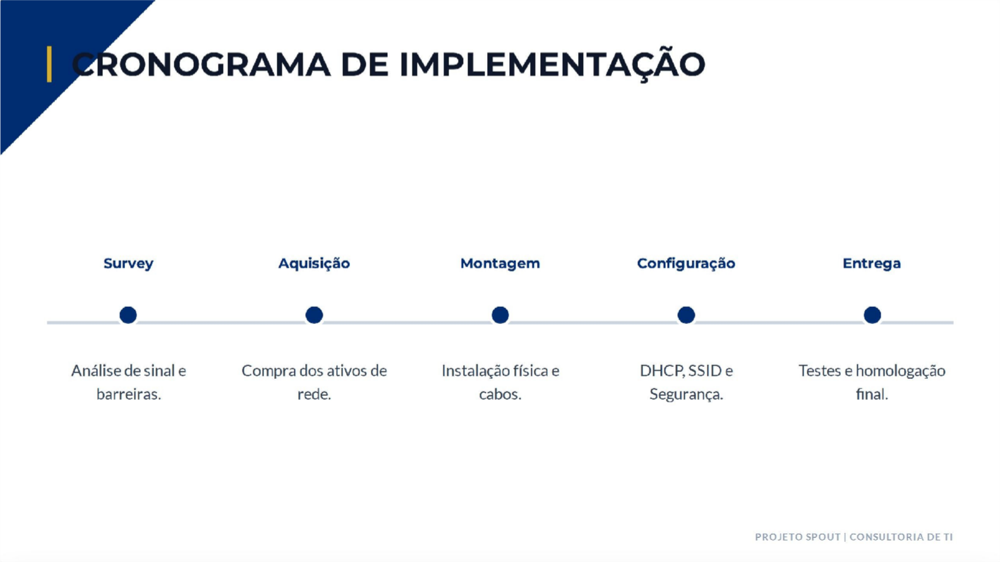 CRONOGRAMA DE IMPLEMENTAÇÃO
Survey
Aquisição
Montagem
Configuração
Entrega
Análise de sinal e
barreiras.
Compra dos ativos de
rede.
Instalação física e
cabos.
DHCP, SSID e
Segurança.
Testes e homologação
final.
PROJETO SPOUT | CONSULTORIA DE TI